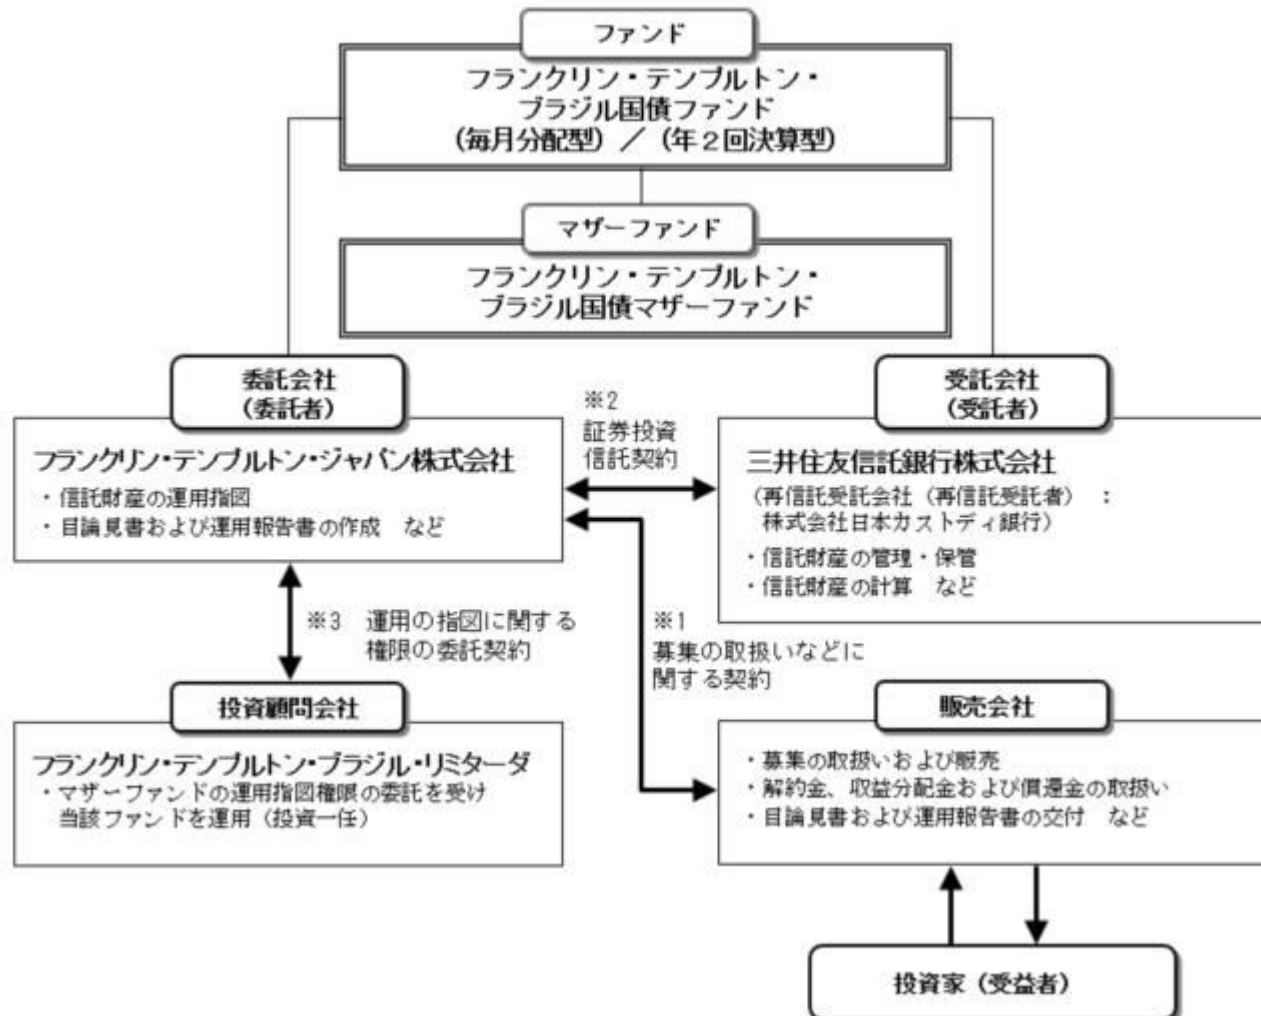 ファンド
フランクリン・テンプルトン・
ブラジル国債ファンド
(毎月分配型) ／ (年２回決算型)
マザーファンド
フランクリン・テンプルトン・
ブラジル国債マザーファンド
委託会社
(委託者)
フランクリン・テンプルトン・ジャパン株式会社
・信託財産の運用指図
・目論見書および運用報告書の作成　など
※2
証券投資
信託契約
受託会社
(受託者)
三井住友信託銀行株式会社
(再信託受託会社 (再信託受託者) ：
株式会社日本カストディ銀行)
・信託財産の管理・保管
・信託財産の計算　など
※3　運用の指図に関する
権限の委託契約
※1
募集の取扱いなどに
関する契約
投資顧問会社
フランクリン・テンプルトン・ブラジル・リミターダ
・マザーファンドの運用指図権限の委託を受け
当該ファンドを運用 (投資一任)
販売会社
・募集の取扱いおよび販売
・解約金、収益分配金および償還金の取扱い
・目論見書および運用報告書の交付　など
投資家 (受益者)